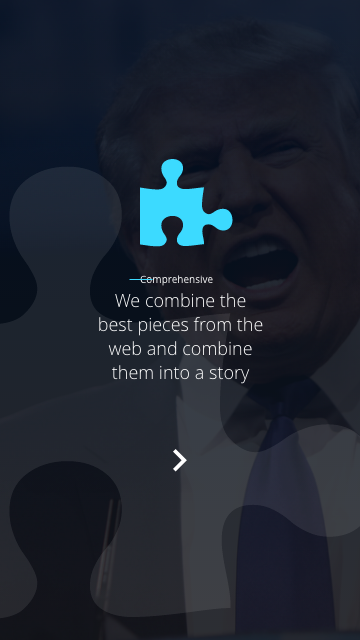 Comprehensive
We combine the
best pieces from the
web and combine
them into a story